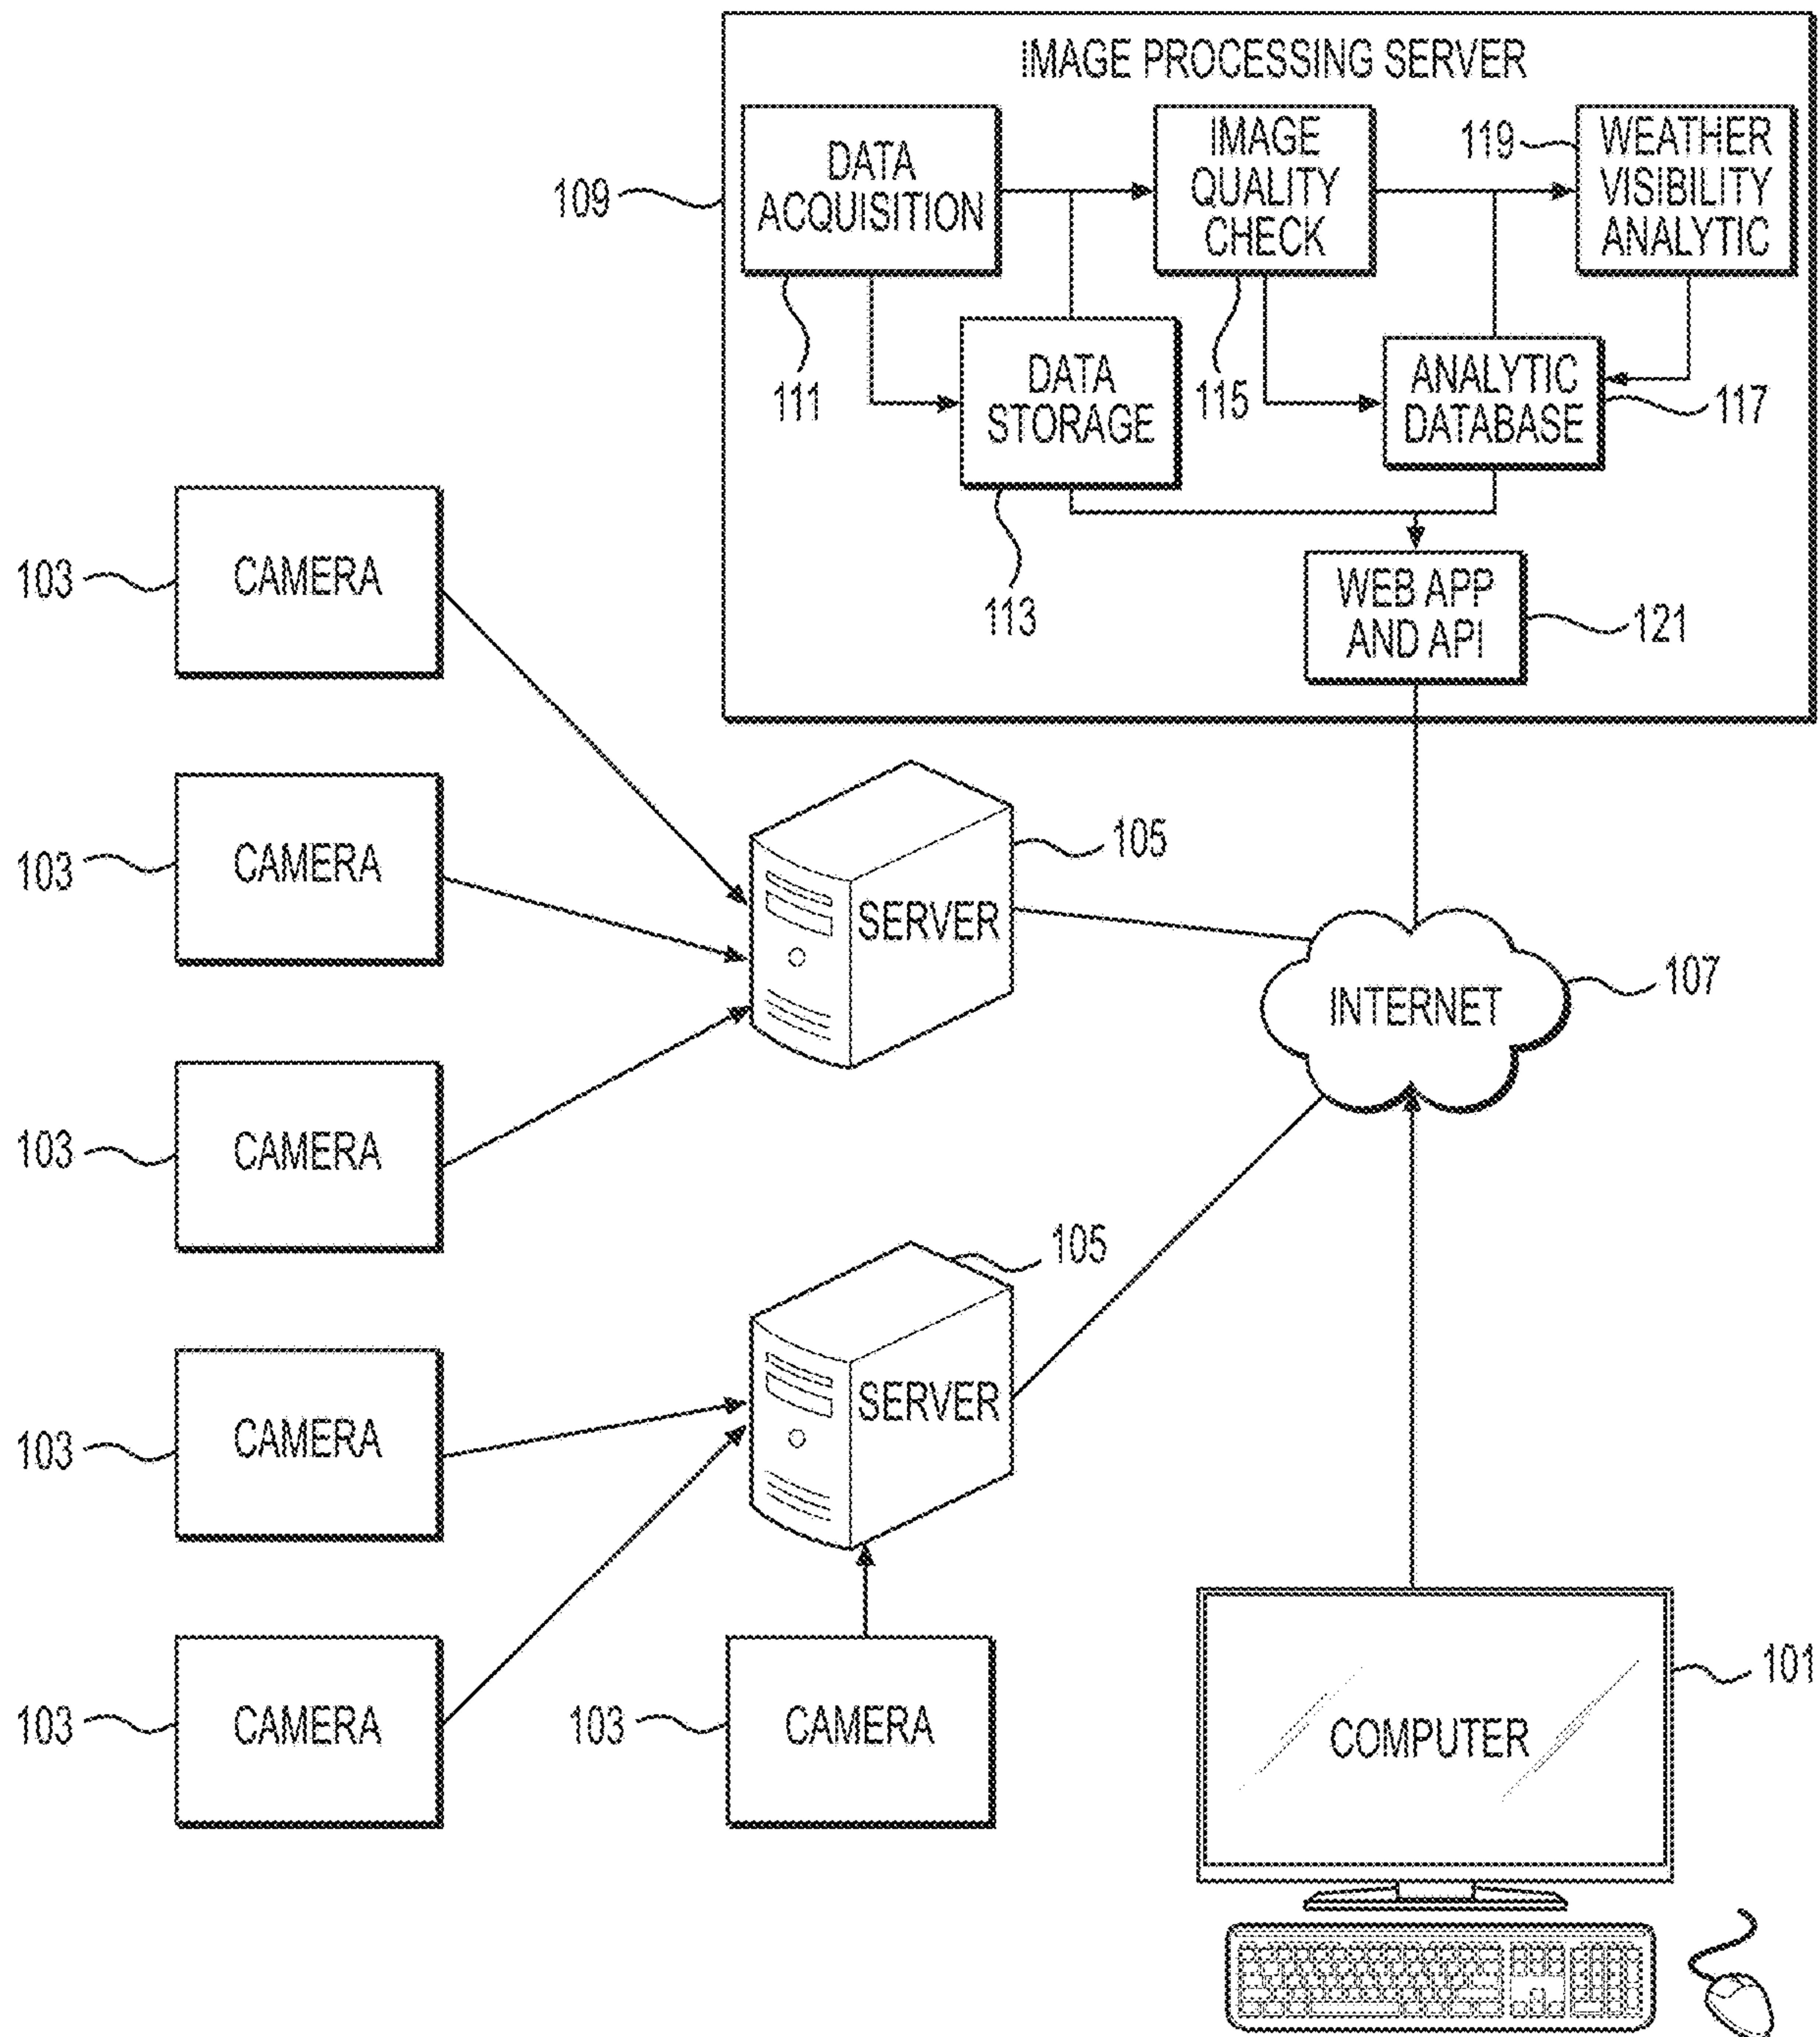 IMAGE PROCESSING SERVER
109
DATA
ACQUISITION
111
IMAGE
QUALITY
CHECK
115
119
WEATHER
VISIBILITY
ANALYTIC
DATA
STORAGE
113
ANALYTIC
DATABASE
117
WEB APP
AND API
121
103
CAMERA
103
CAMERA
103
CAMERA
103
CAMERA
103
CAMERA
103
CAMERA
SERVER
105
SERVER
105
INTERNET
107
COMPUTER
101